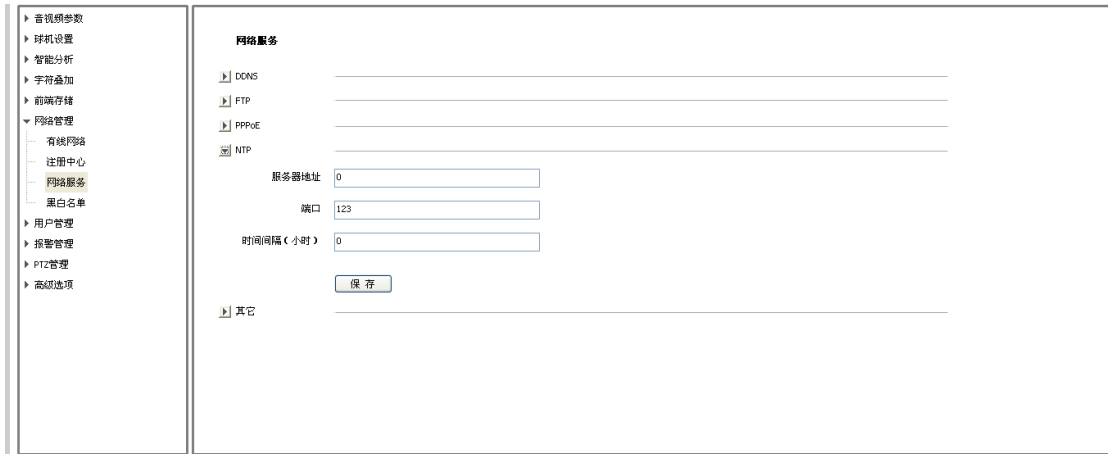 音视频参数
球机设置
智能分析
字符叠加
前端存储
网络管理
有线网络
注册中心
网络服务
黑白名单
用户管理
报警管理
PTZ管理
高级选项
网络服务
DDNS
FTP
PPPoE
NTP
服务器地址 0
端口 123
时间间隔(小时) 0
保存
其它